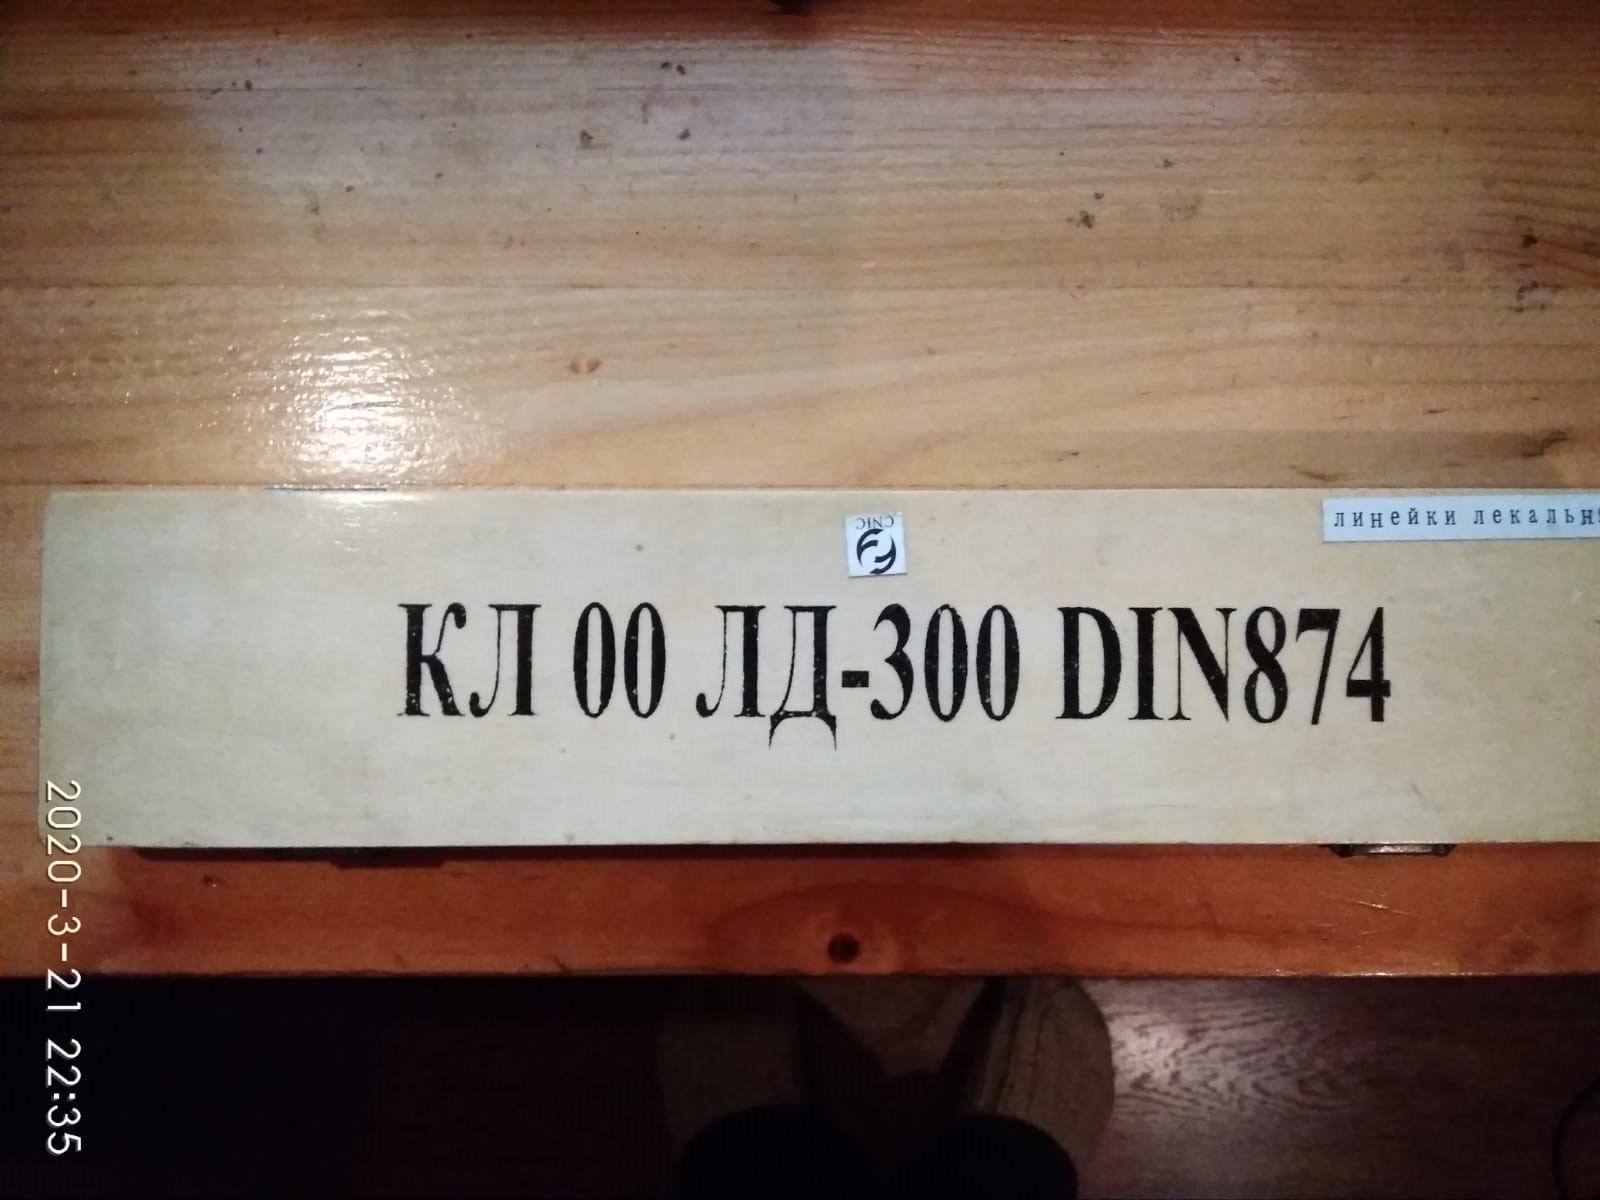 линейки лекальн
CNIC
КЛ 00 ЛД-300 DIN874
2020-3-21 22:35